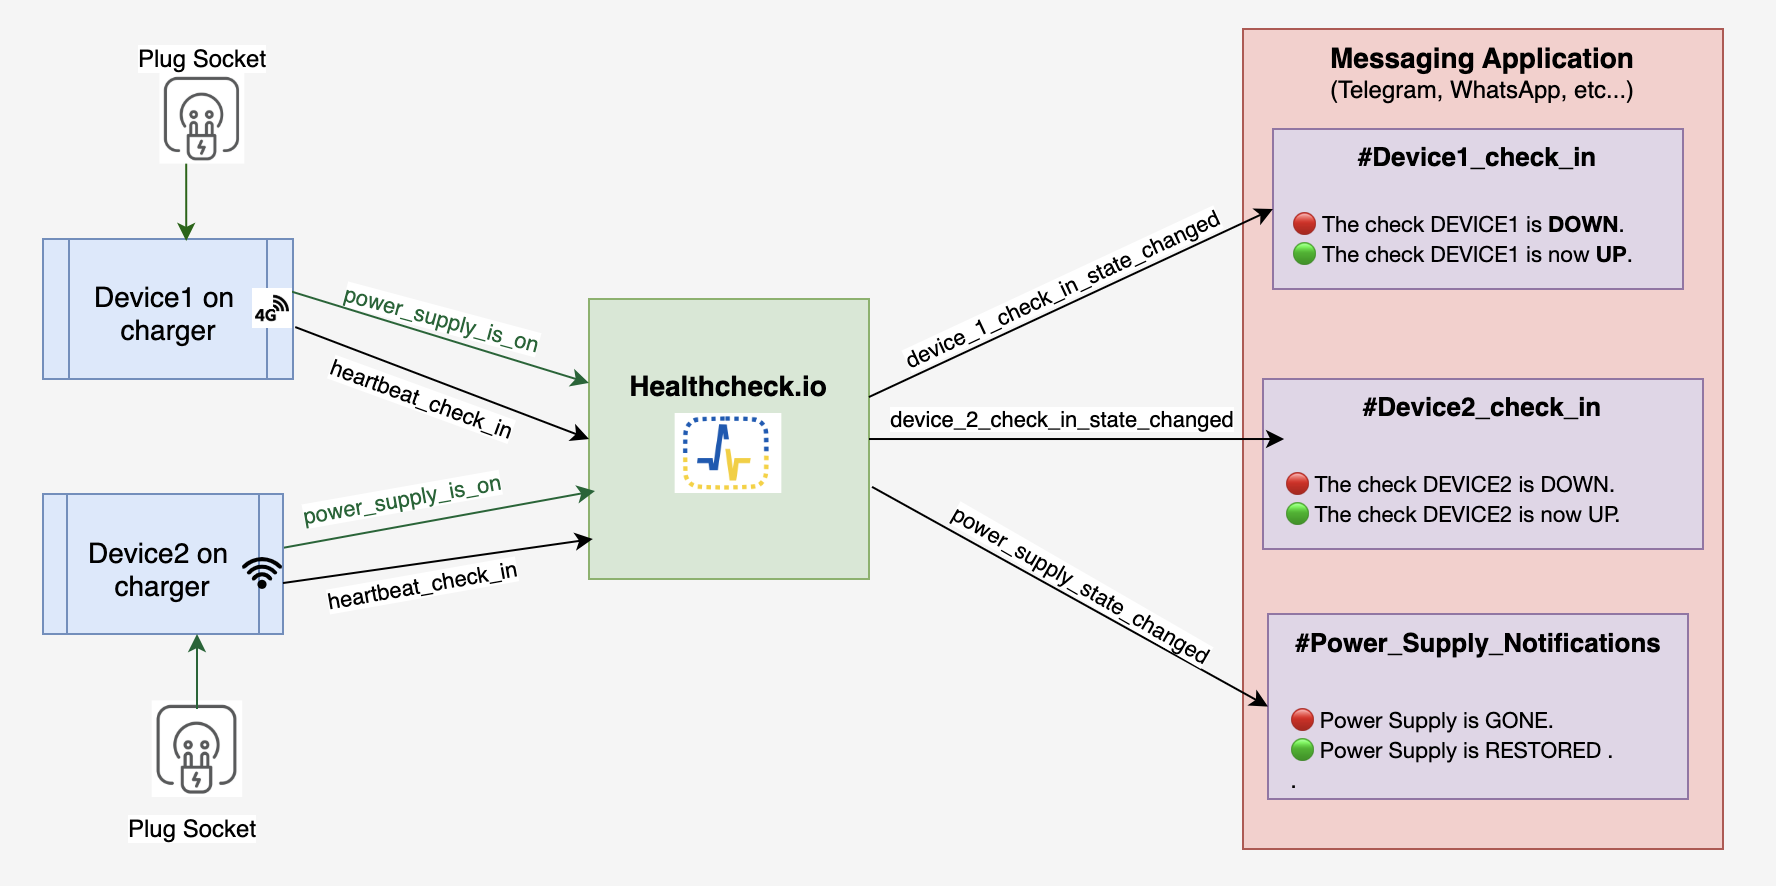 Plug Socket
Device1 on
charger
4G
power_supply_is_on
heartbeat_check_in
Device2 on
charger
power_supply_is_on
heartbeat_check_in
Plug Socket
Healthcheck.io
device_1_check_in_state_changed
device_2_check_in_state_changed
power_supply_state_changed
Messaging Application
(Telegram, WhatsApp, etc...)
#Device1_check_in
The check DEVICE1 is DOWN.
The check DEVICE1 is now UP.
#Device2_check_in
The check DEVICE2 is DOWN.
The check DEVICE2 is now UP.
#Power_Supply_Notifications
Power Supply is GONE.
Power Supply is RESTORED .
.